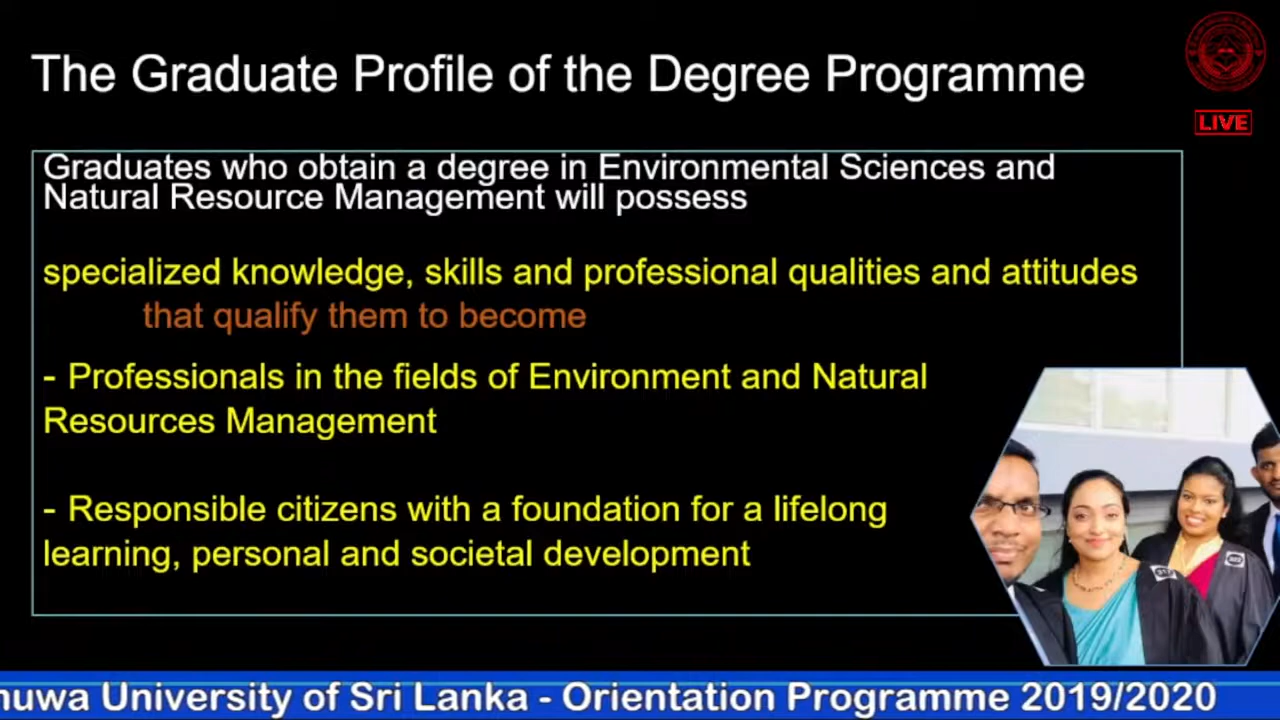 The Graduate Profile of the Degree Programme
LIVE
Graduates who obtain a degree in Environmental Sciences and
Natural Resource Management will possess
specialized knowledge, skills and professional qualities and attitudes
that qualify them to become
- Professionals in the fields of Environment and Natural
Resources Management
- Responsible citizens with a foundation for a lifelong
learning, personal and societal development
University of Sri Lanka - Orientation Programme 2019/2020